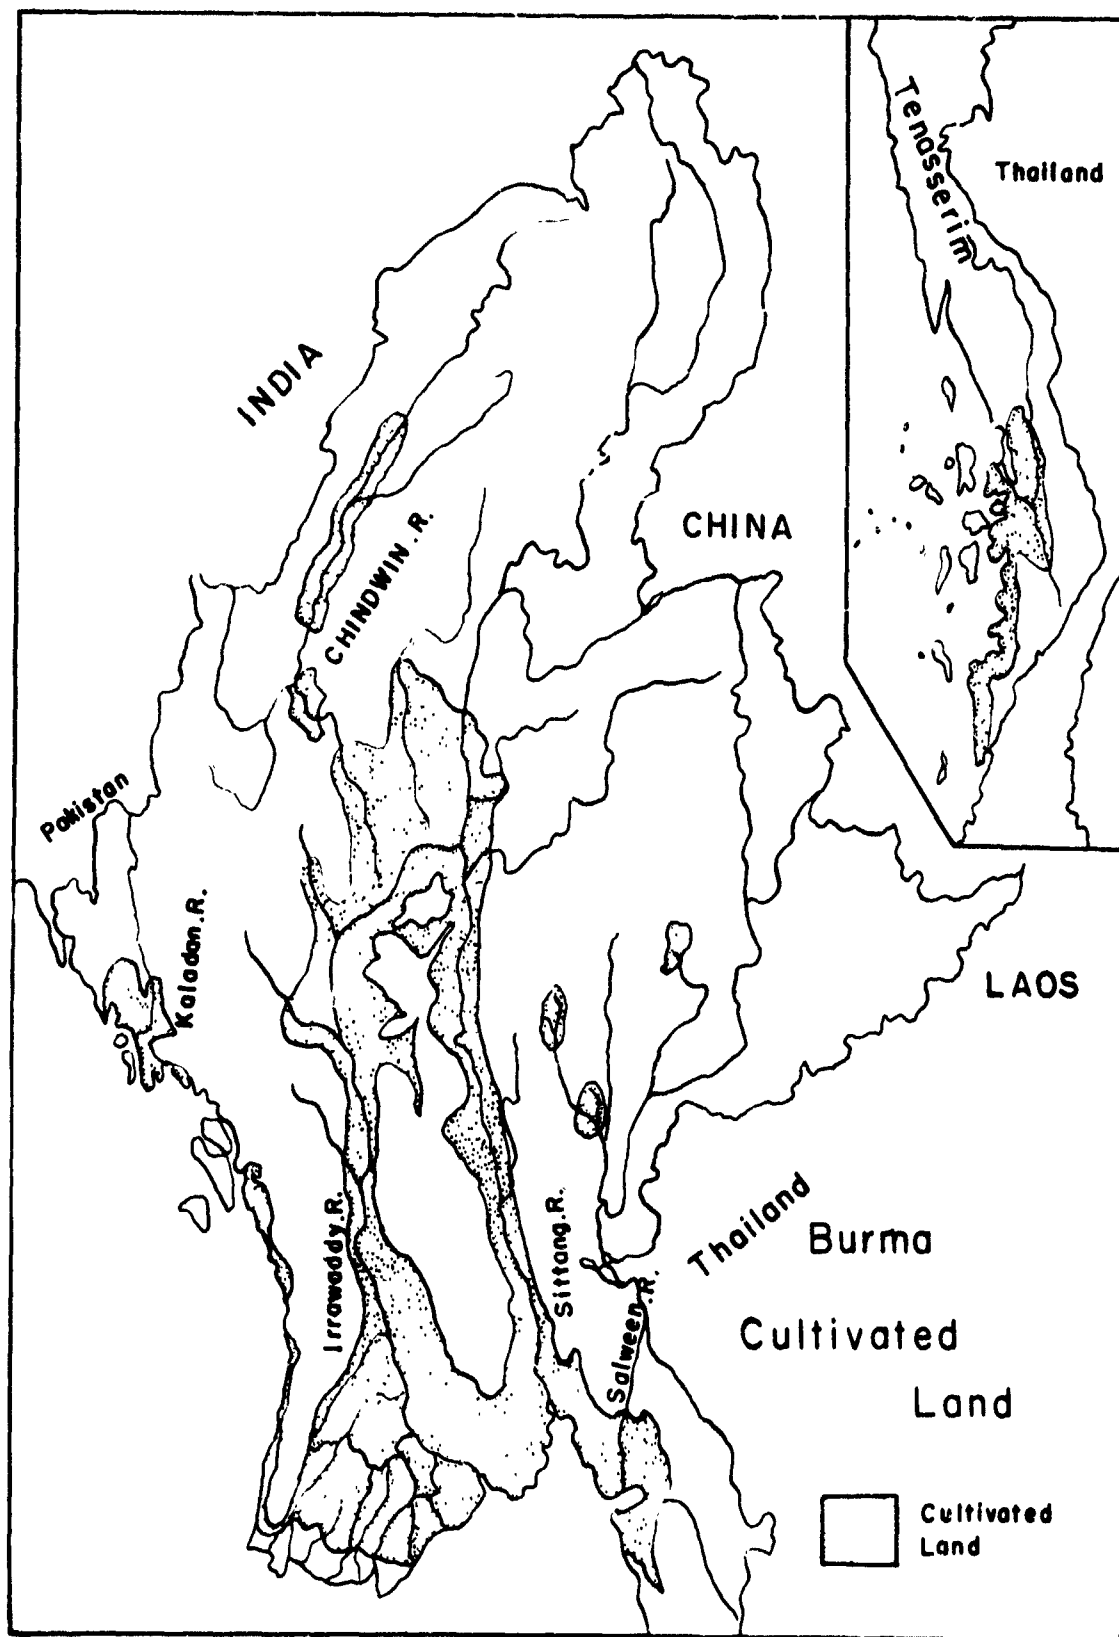 Tenasserim
Thailand
INDIA
CHINA
CHINDWIN.R.
Pakistan
Kaladan.R.
LAOS
Irrawaddy.R.
Sittang.R.
Salween.R.
Thailand
Burma
Cultivated
Land
Cultivated
Land